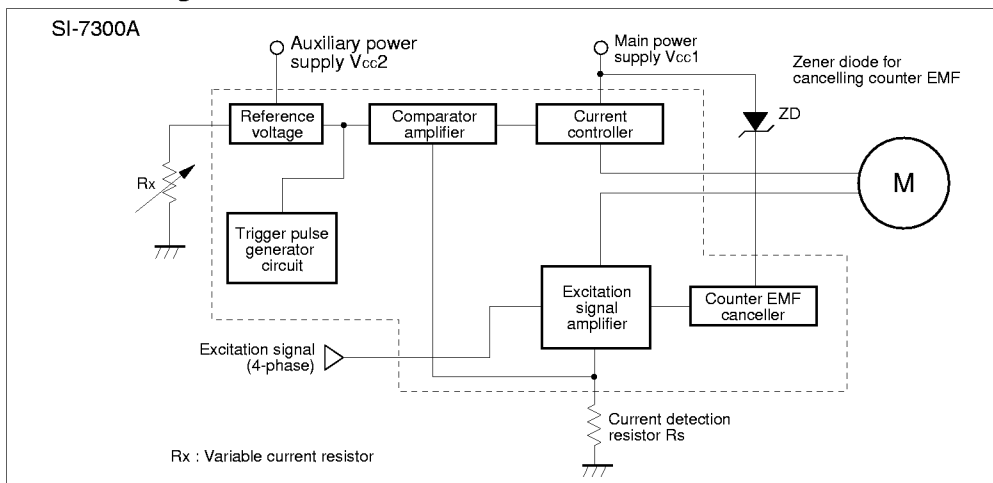 SI-7300A
Auxiliary power
supply Vcc2
Main power
supply Vcc1
Zener diode for
cancelling counter EMF
ZD
Reference
voltage
Comparator
amplifier
Current
controller
Rx
M
Trigger pulse
generator
circuit
Excitation
signal
amplifier
Counter EMF
canceller
Excitation signal
(4-phase)
Current detection
resistor Rs
Rx : Variable current resistor